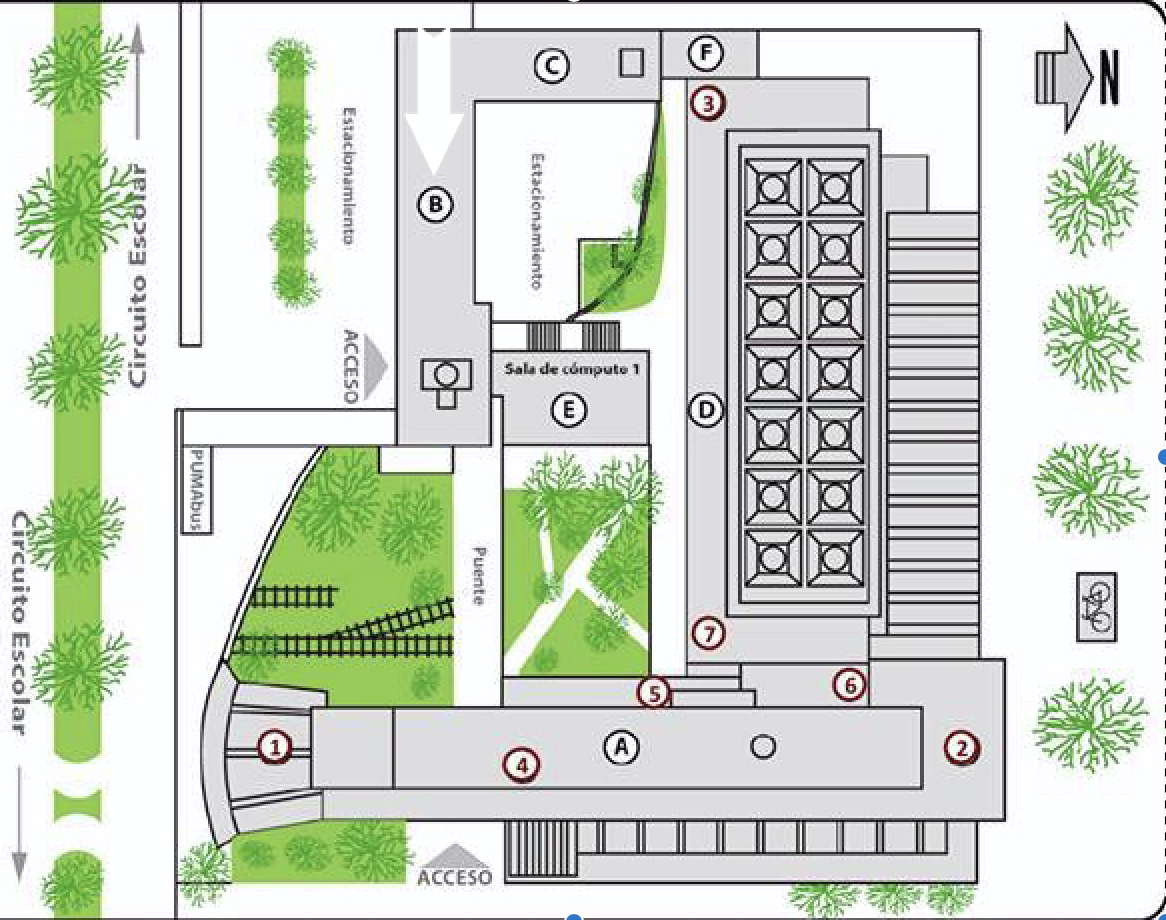 C
F
N
3
Estacionamiento
Estacionamiento
Circuito Escolar
B
ACCESO
Sala de cómputo 1
E
D
PUMAbus
Circuito Escolar
Puente
7
5
6
1
4
A
2
ACCESO